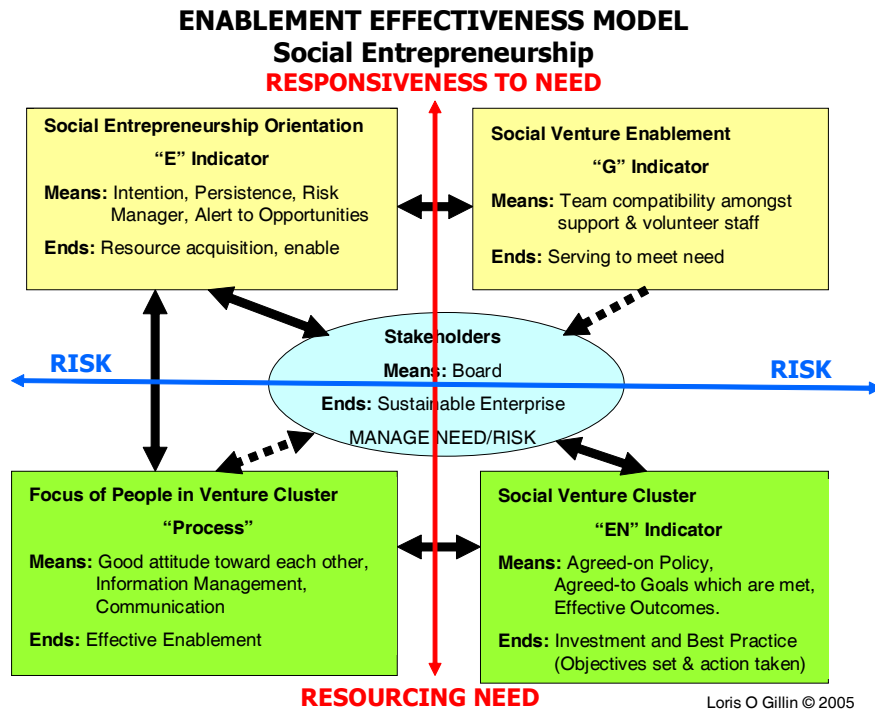 ENABLEMENT EFFECTIVENESS MODEL
Social Entrepreneurship
RESPONSIVENESS TO NEED
Social Entrepreneurship Orientation
“E” Indicator
Means: Intention, Persistence, Risk
Manager, Alert to Opportunities
Ends: Resource acquisition, enable
Social Venture Enablement
“G” Indicator
Means: Team compatibility amongst
support & volunteer staff
Ends: Serving to meet need
Stakeholders
Means: Board
Ends: Sustainable Enterprise
MANAGE NEED/RISK
RISK
RISK
Focus of People in Venture Cluster
“Process”
Means: Good attitude toward each other,
Information Management,
Communication
Ends: Effective Enablement
Social Venture Cluster
“EN” Indicator
Means: Agreed-on Policy,
Agreed-to Goals which are met,
Effective Outcomes.
Ends: Investment and Best Practice
(Objectives set & action taken)
RESOURCING NEED
Loris O Gillin © 2005